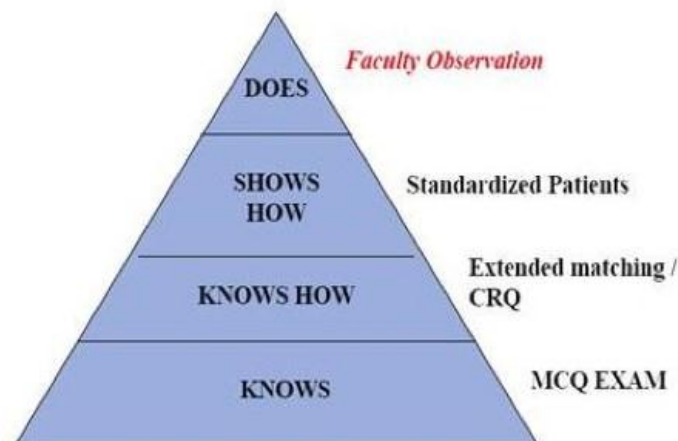 Faculty Observation
DOES
SHOWS
HOW
Standardized Patients
Extended matching /
CRQ
KNOWS HOW
MCQ EXAM
KNOWS